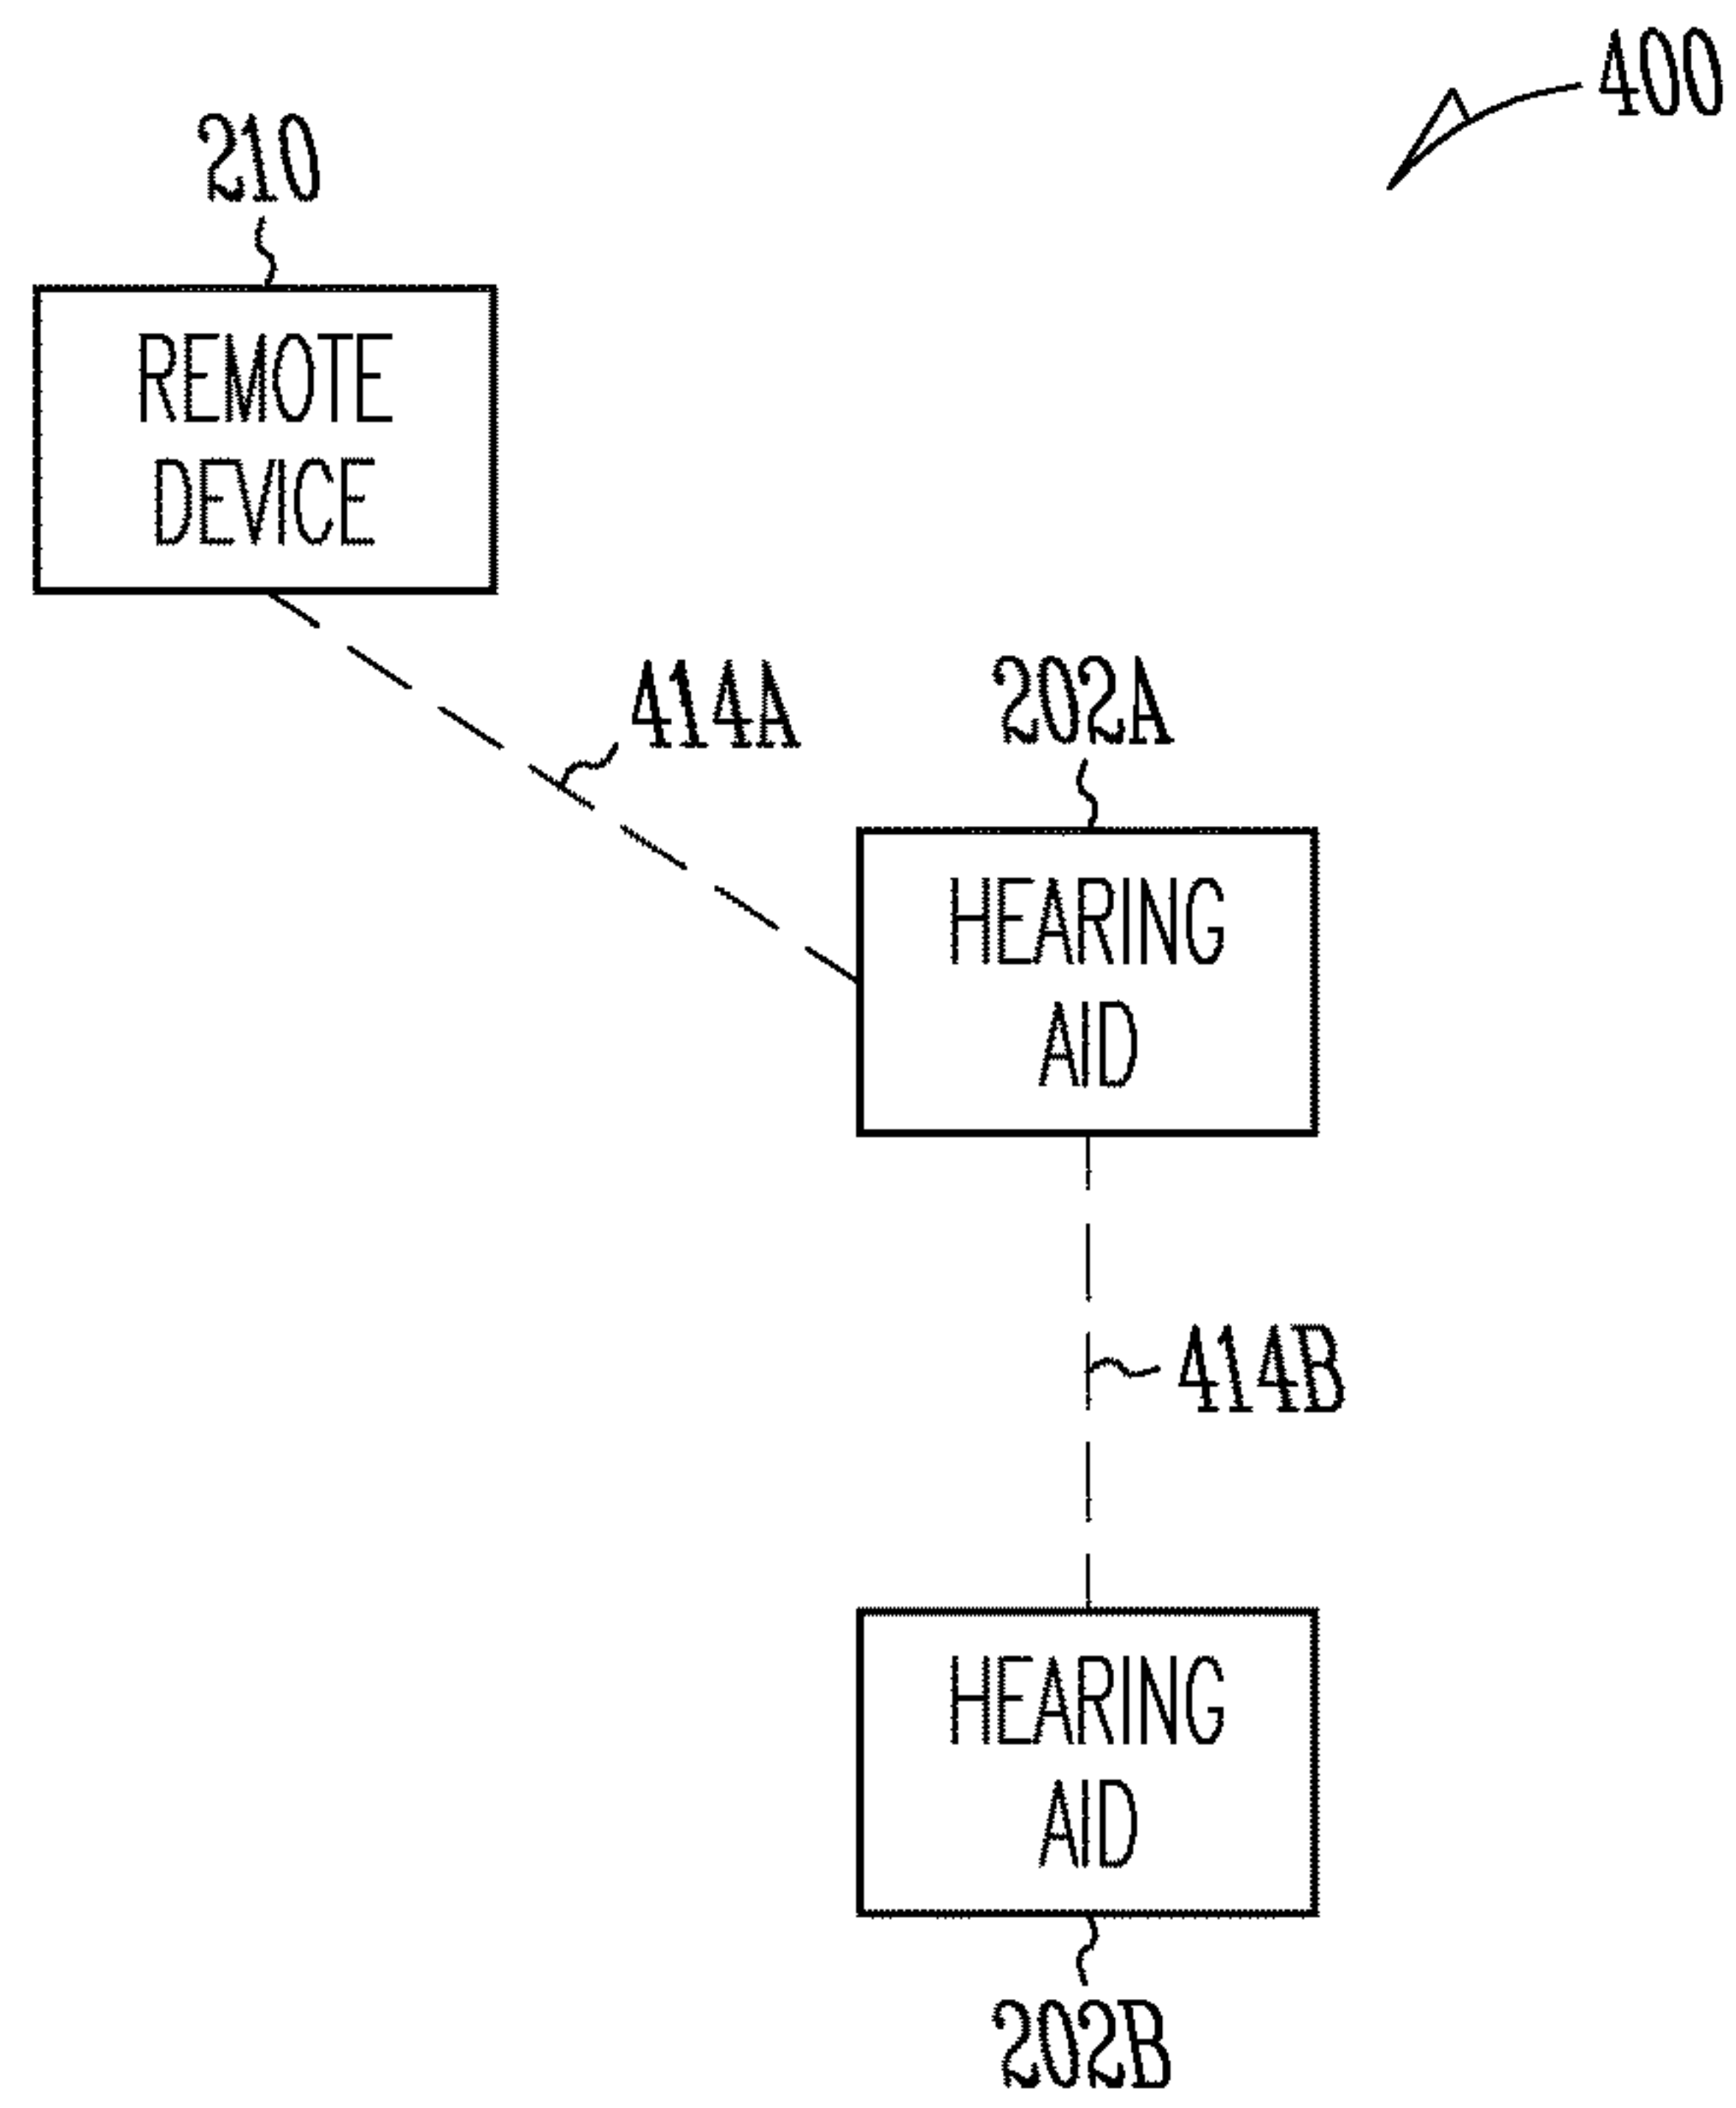 400
210
REMOTE
DEVICE
414A
202A
HEARING
AID
414B
HEARING
AID
202B